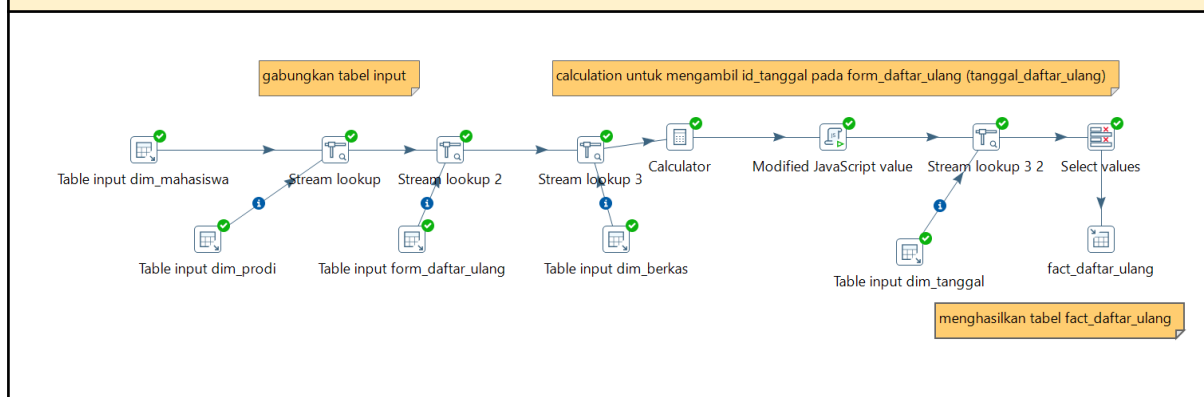 gabungkan tabel input
calculation untuk mengambil id_tanggal pada form_daftar_ulang (tanggal_daftar_ulang)
Table input dim_mahasiswa
Stream lookup
Stream lookup 2
Stream lookup 3
Calculator
Modified JavaScript value
Stream lookup 3 2
Select values
Table input dim_prodi
Table input form_daftar_ulang
Table input dim_berkas
Table input dim_tanggal
fact_daftar_ulang
menghasilkan tabel fact_daftar_ulang